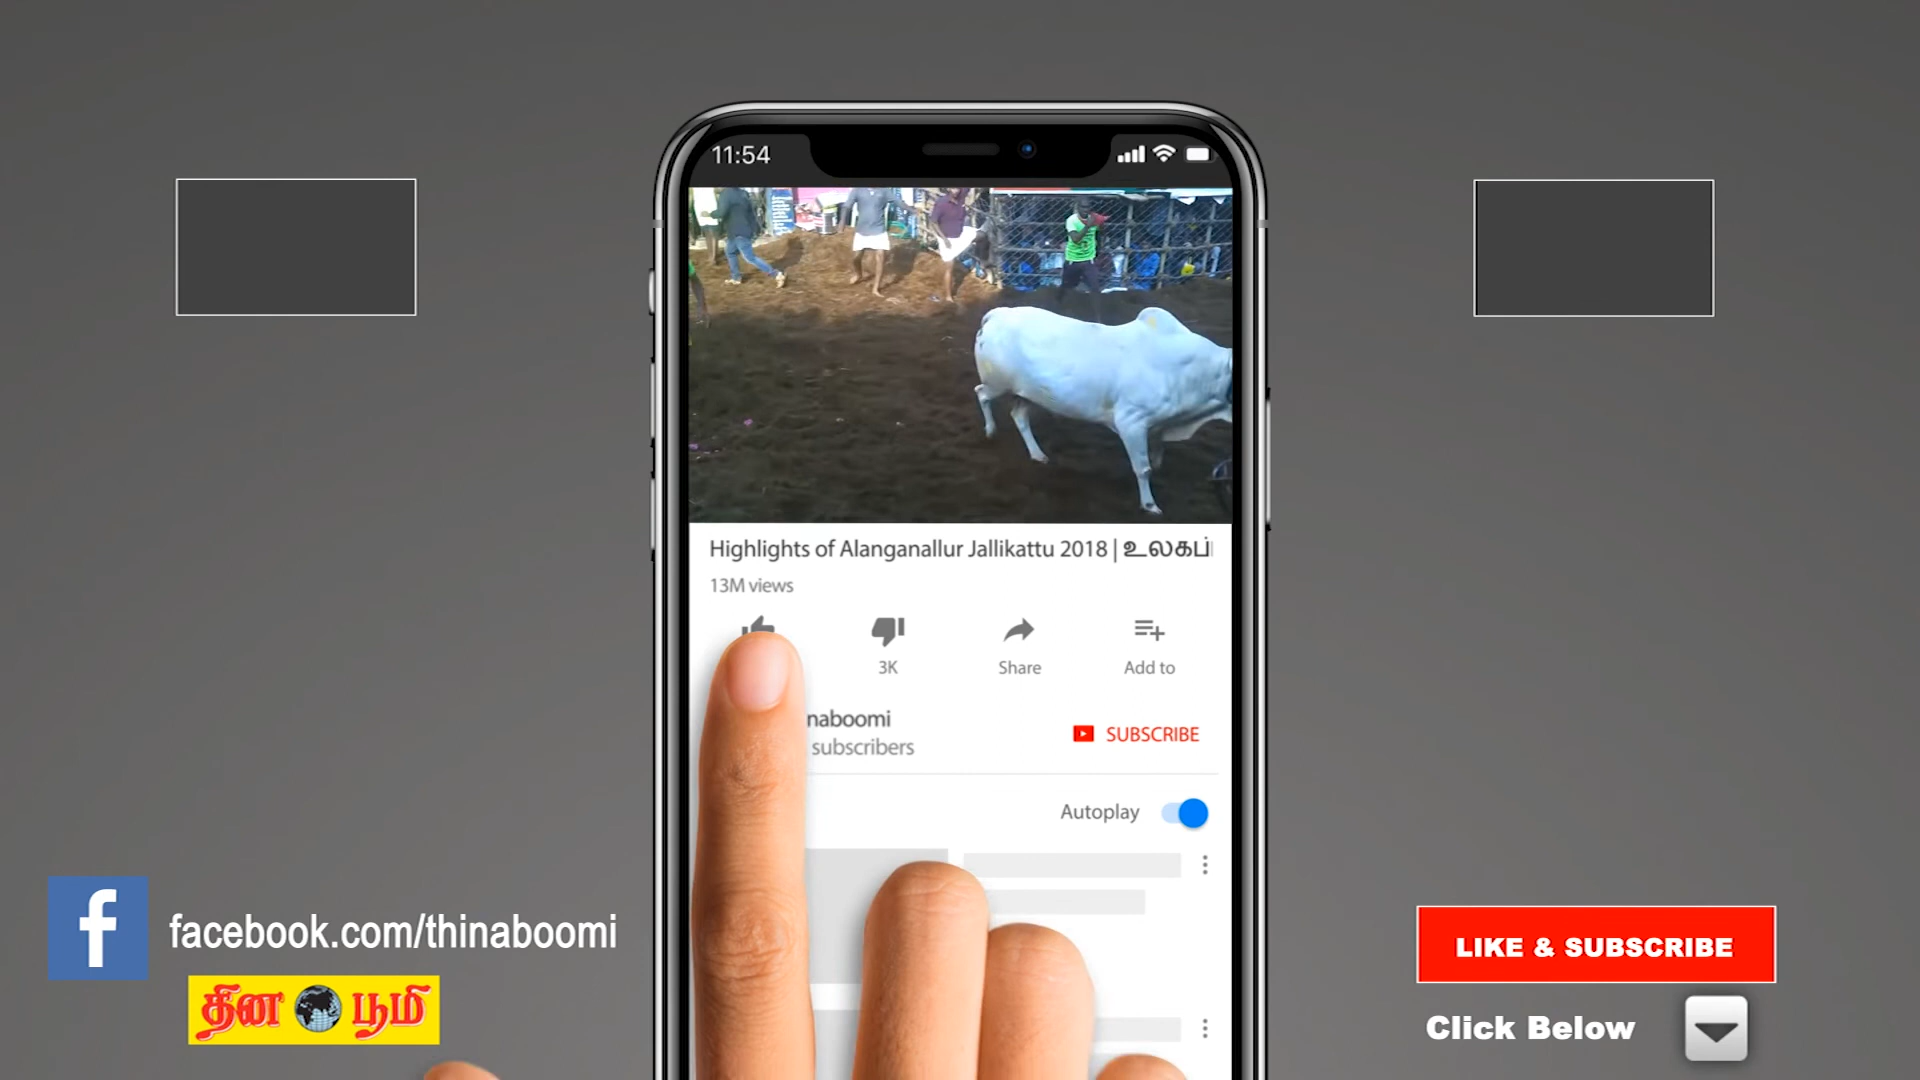 11:54
Highlights of Alanganallur Jallikattu 2018 | உலகப்
13M views
3K
Share
Add to
naboomi
subscribers
SUBSCRIBE
Autoplay
facebook.com/thinaboomi
தின பூமி
LIKE & SUBSCRIBE
Click Below